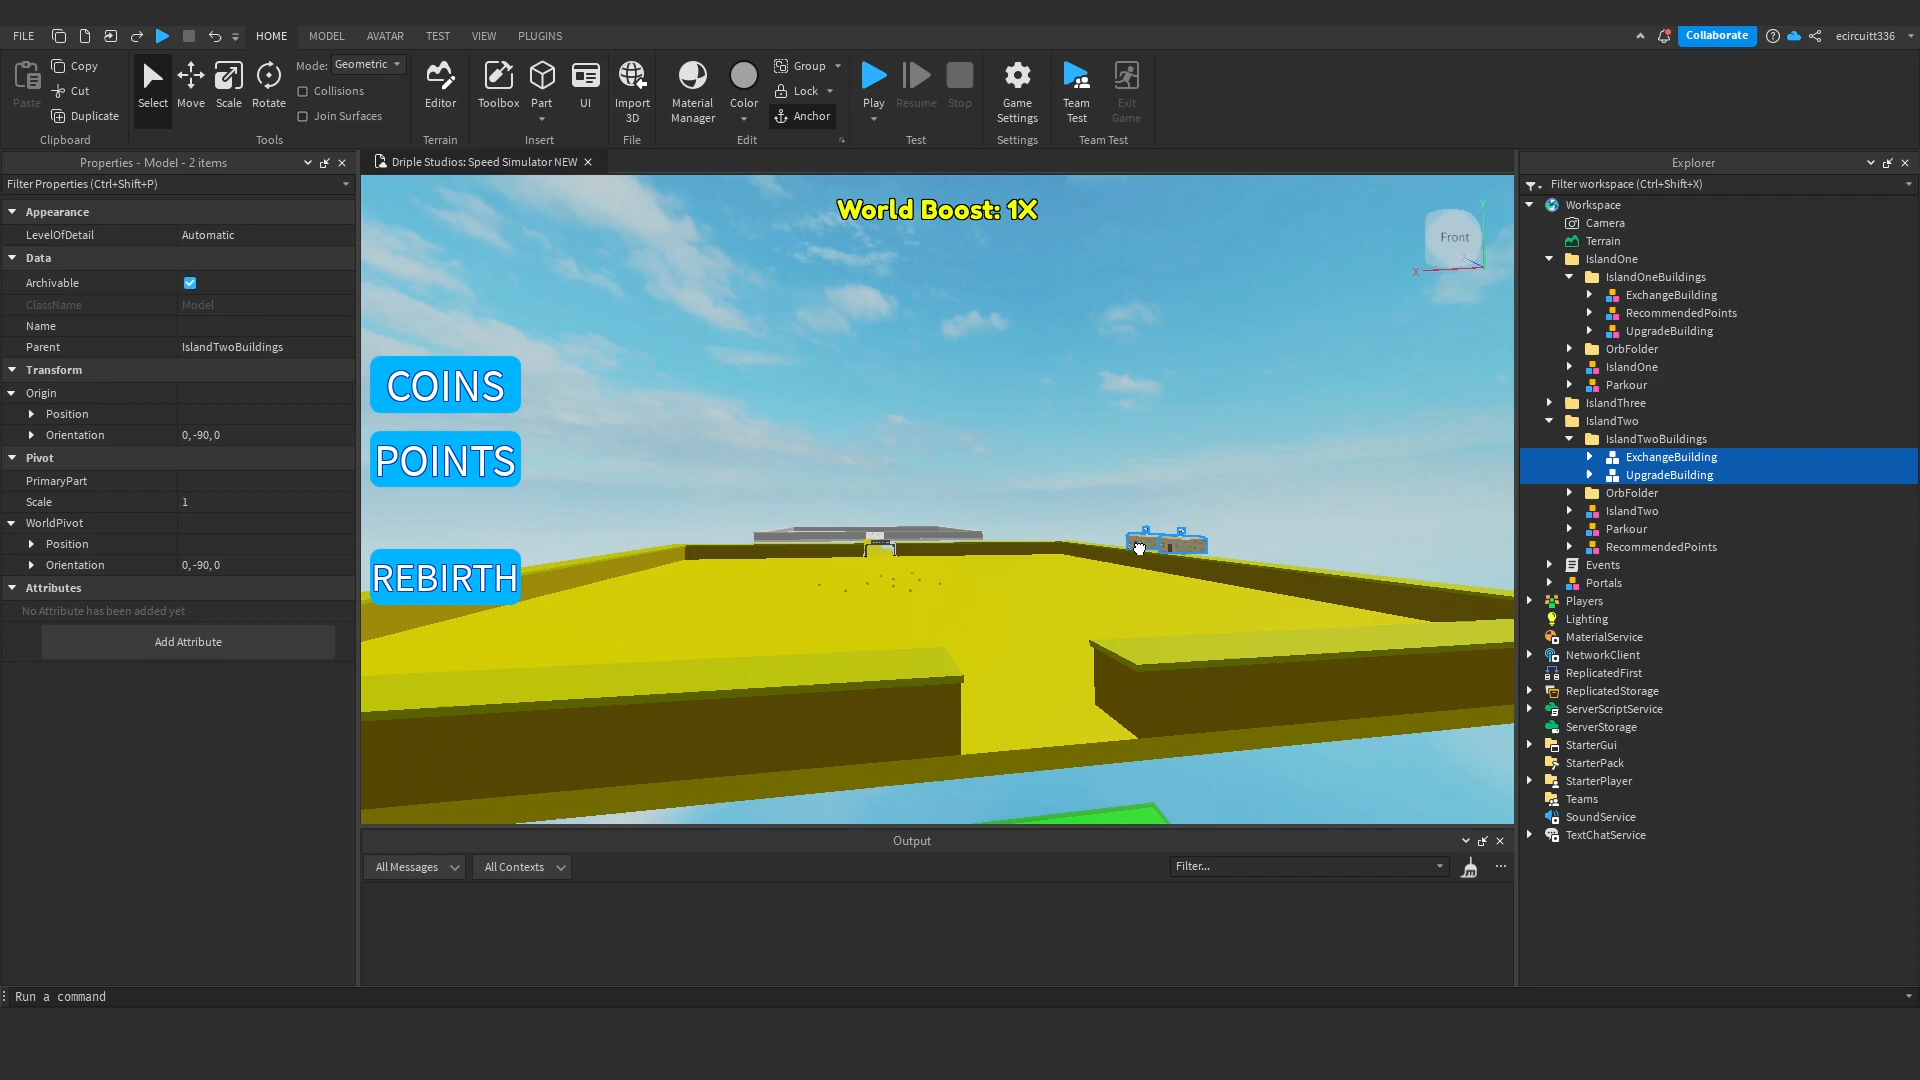 FILE HOME MODEL AVATAR TEST VIEW PLUGINS Collaborate ecircuitt336
Paste Copy Cut Duplicate Clipboard
Select Move Scale Rotate Mode: Geometric Collisions Join Surfaces Tools
Editor Terrain
Toolbox Part UI Insert
Import 3D File
Material Manager Color Group Lock Anchor Edit
Play Resume Stop Test
Game Settings Settings
Team Test Exit Game Team Test
Properties - Model - 2 items
Filter Properties (Ctrl+Shift+P)
Appearance
LevelOfDetail Automatic
Data
Archivable
ClassName Model
Name
Parent IslandTwoBuildings
Transform
Origin
Position
Orientation 0, -90, 0
Pivot
PrimaryPart
Scale 1
WorldPivot
Position
Orientation 0, -90, 0
Attributes
No Attribute has been added yet
Add Attribute
Driple Studios: Speed Simulator NEW
World Boost: 1X
Front
Y
Z
X
COINS
POINTS
REBIRTH
Output
All Messages All Contexts Filter...
Explorer
Filter workspace (Ctrl+Shift+X)
Workspace
Camera
Terrain
IslandOne
IslandOneBuildings
ExchangeBuilding
RecommendedPoints
UpgradeBuilding
OrbFolder
IslandOne
Parkour
IslandThree
IslandTwo
IslandTwoBuildings
ExchangeBuilding
UpgradeBuilding
OrbFolder
IslandTwo
Parkour
RecommendedPoints
Events
Portals
Players
Lighting
MaterialService
NetworkClient
ReplicatedFirst
ReplicatedStorage
ServerScriptService
ServerStorage
StarterGui
StarterPack
StarterPlayer
Teams
SoundService
TextChatService
Run a command